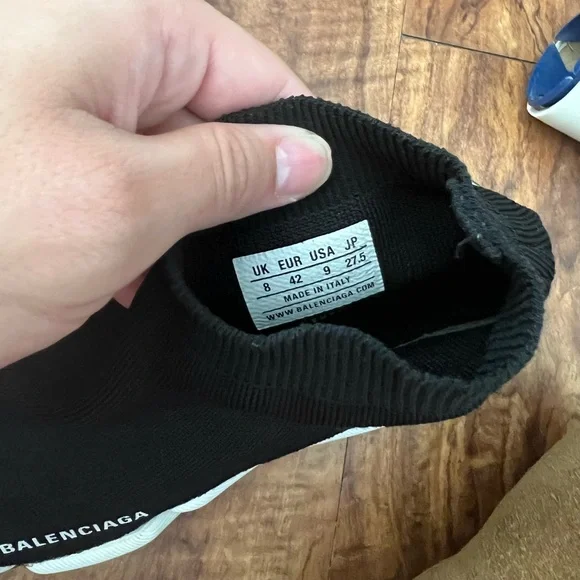 UK EUR USA JP
8 42 9 27.5
MADE IN ITALY
WWW.BALENCIAGA.COM
BALENCIAGA